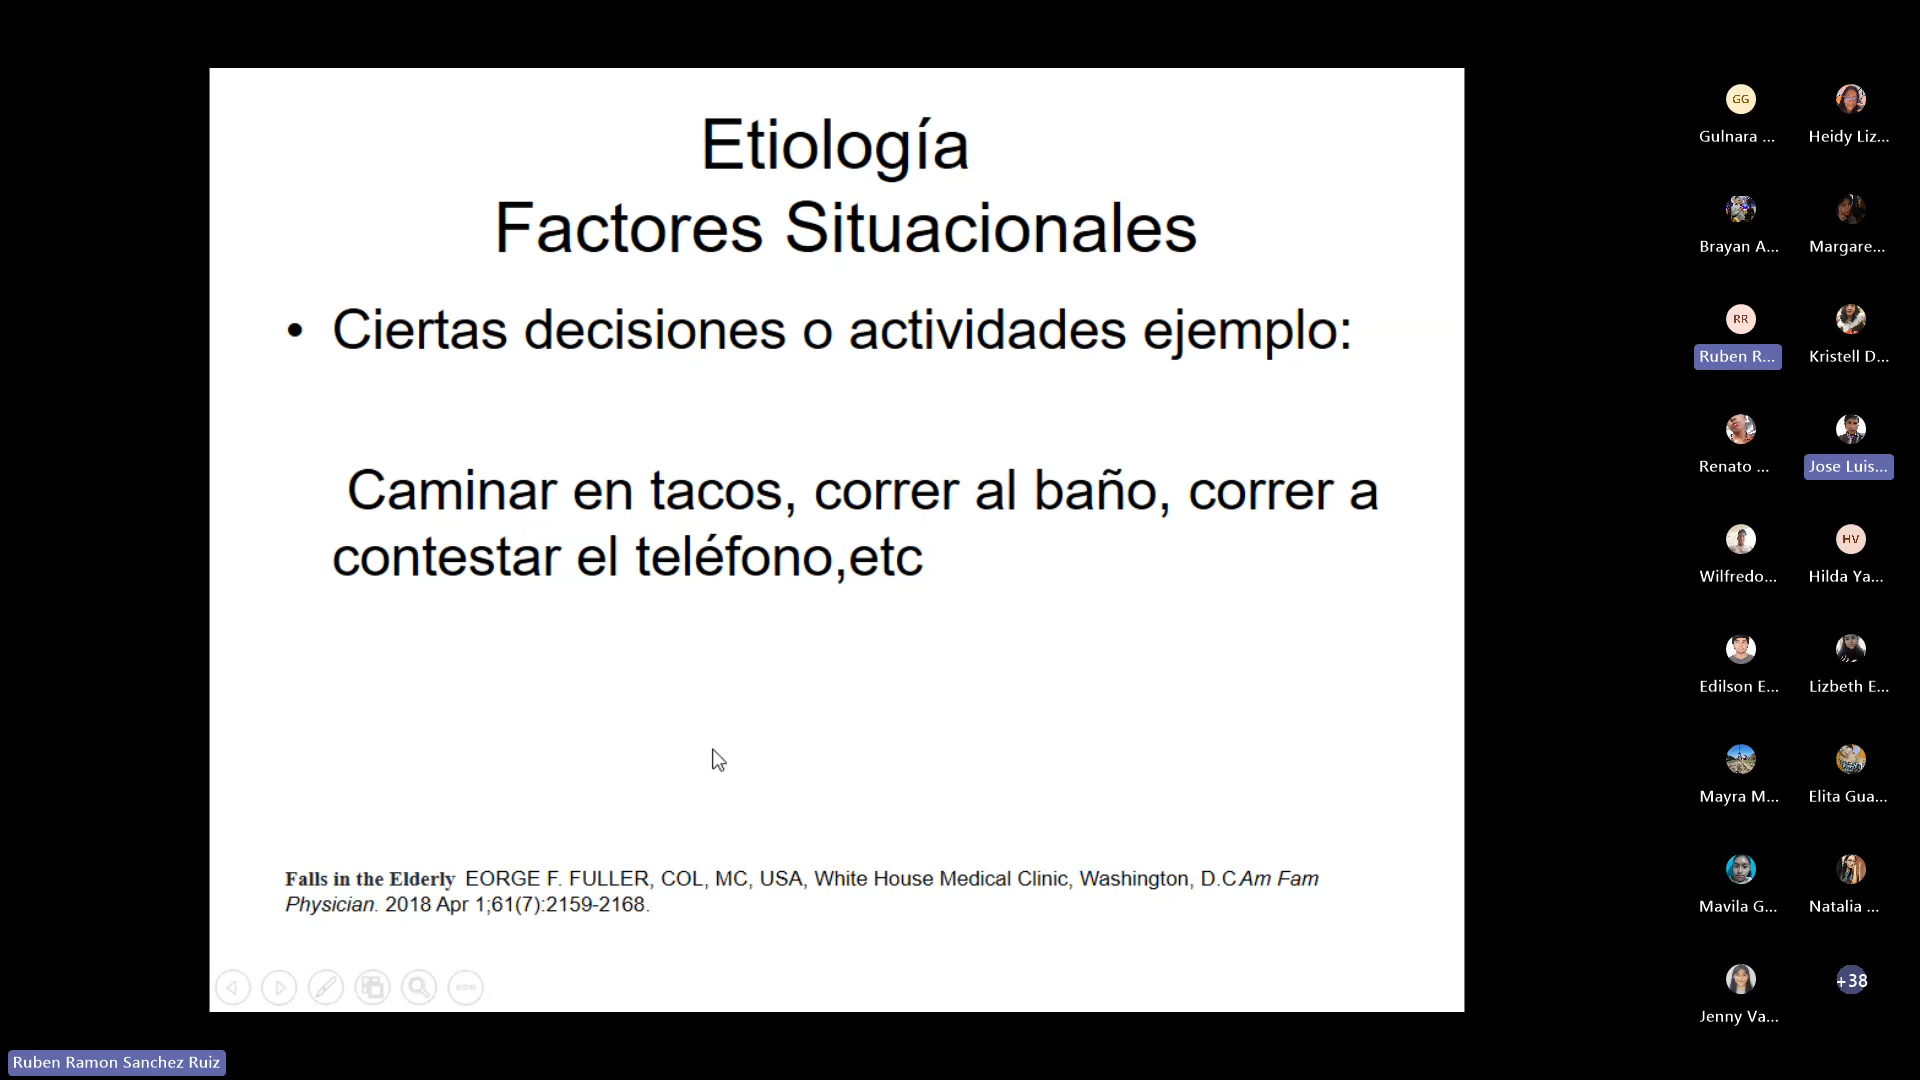 Etiología
Factores Situacionales
• Ciertas decisiones o actividades ejemplo:
Caminar en tacos, correr al baño, correr a
contestar el teléfono,etc
Falls in the Elderly EORGE F. FULLER, COL, MC, USA, White House Medical Clinic, Washington, D.C.Am Fam
Physician. 2018 Apr 1;61(7):2159-2168.
GG
Gulnara ...
Heidy Liz...
Brayan A...
Margare...
RR
Ruben R...
Kristell D...
Renato ...
Jose Luis...
Wilfredo...
HV
Hilda Ya...
Edilson E...
Lizbeth E...
Mayra M...
Elita Gua...
Mavila G...
Natalia ...
Jenny Va...
+38
Ruben Ramon Sanchez Ruiz